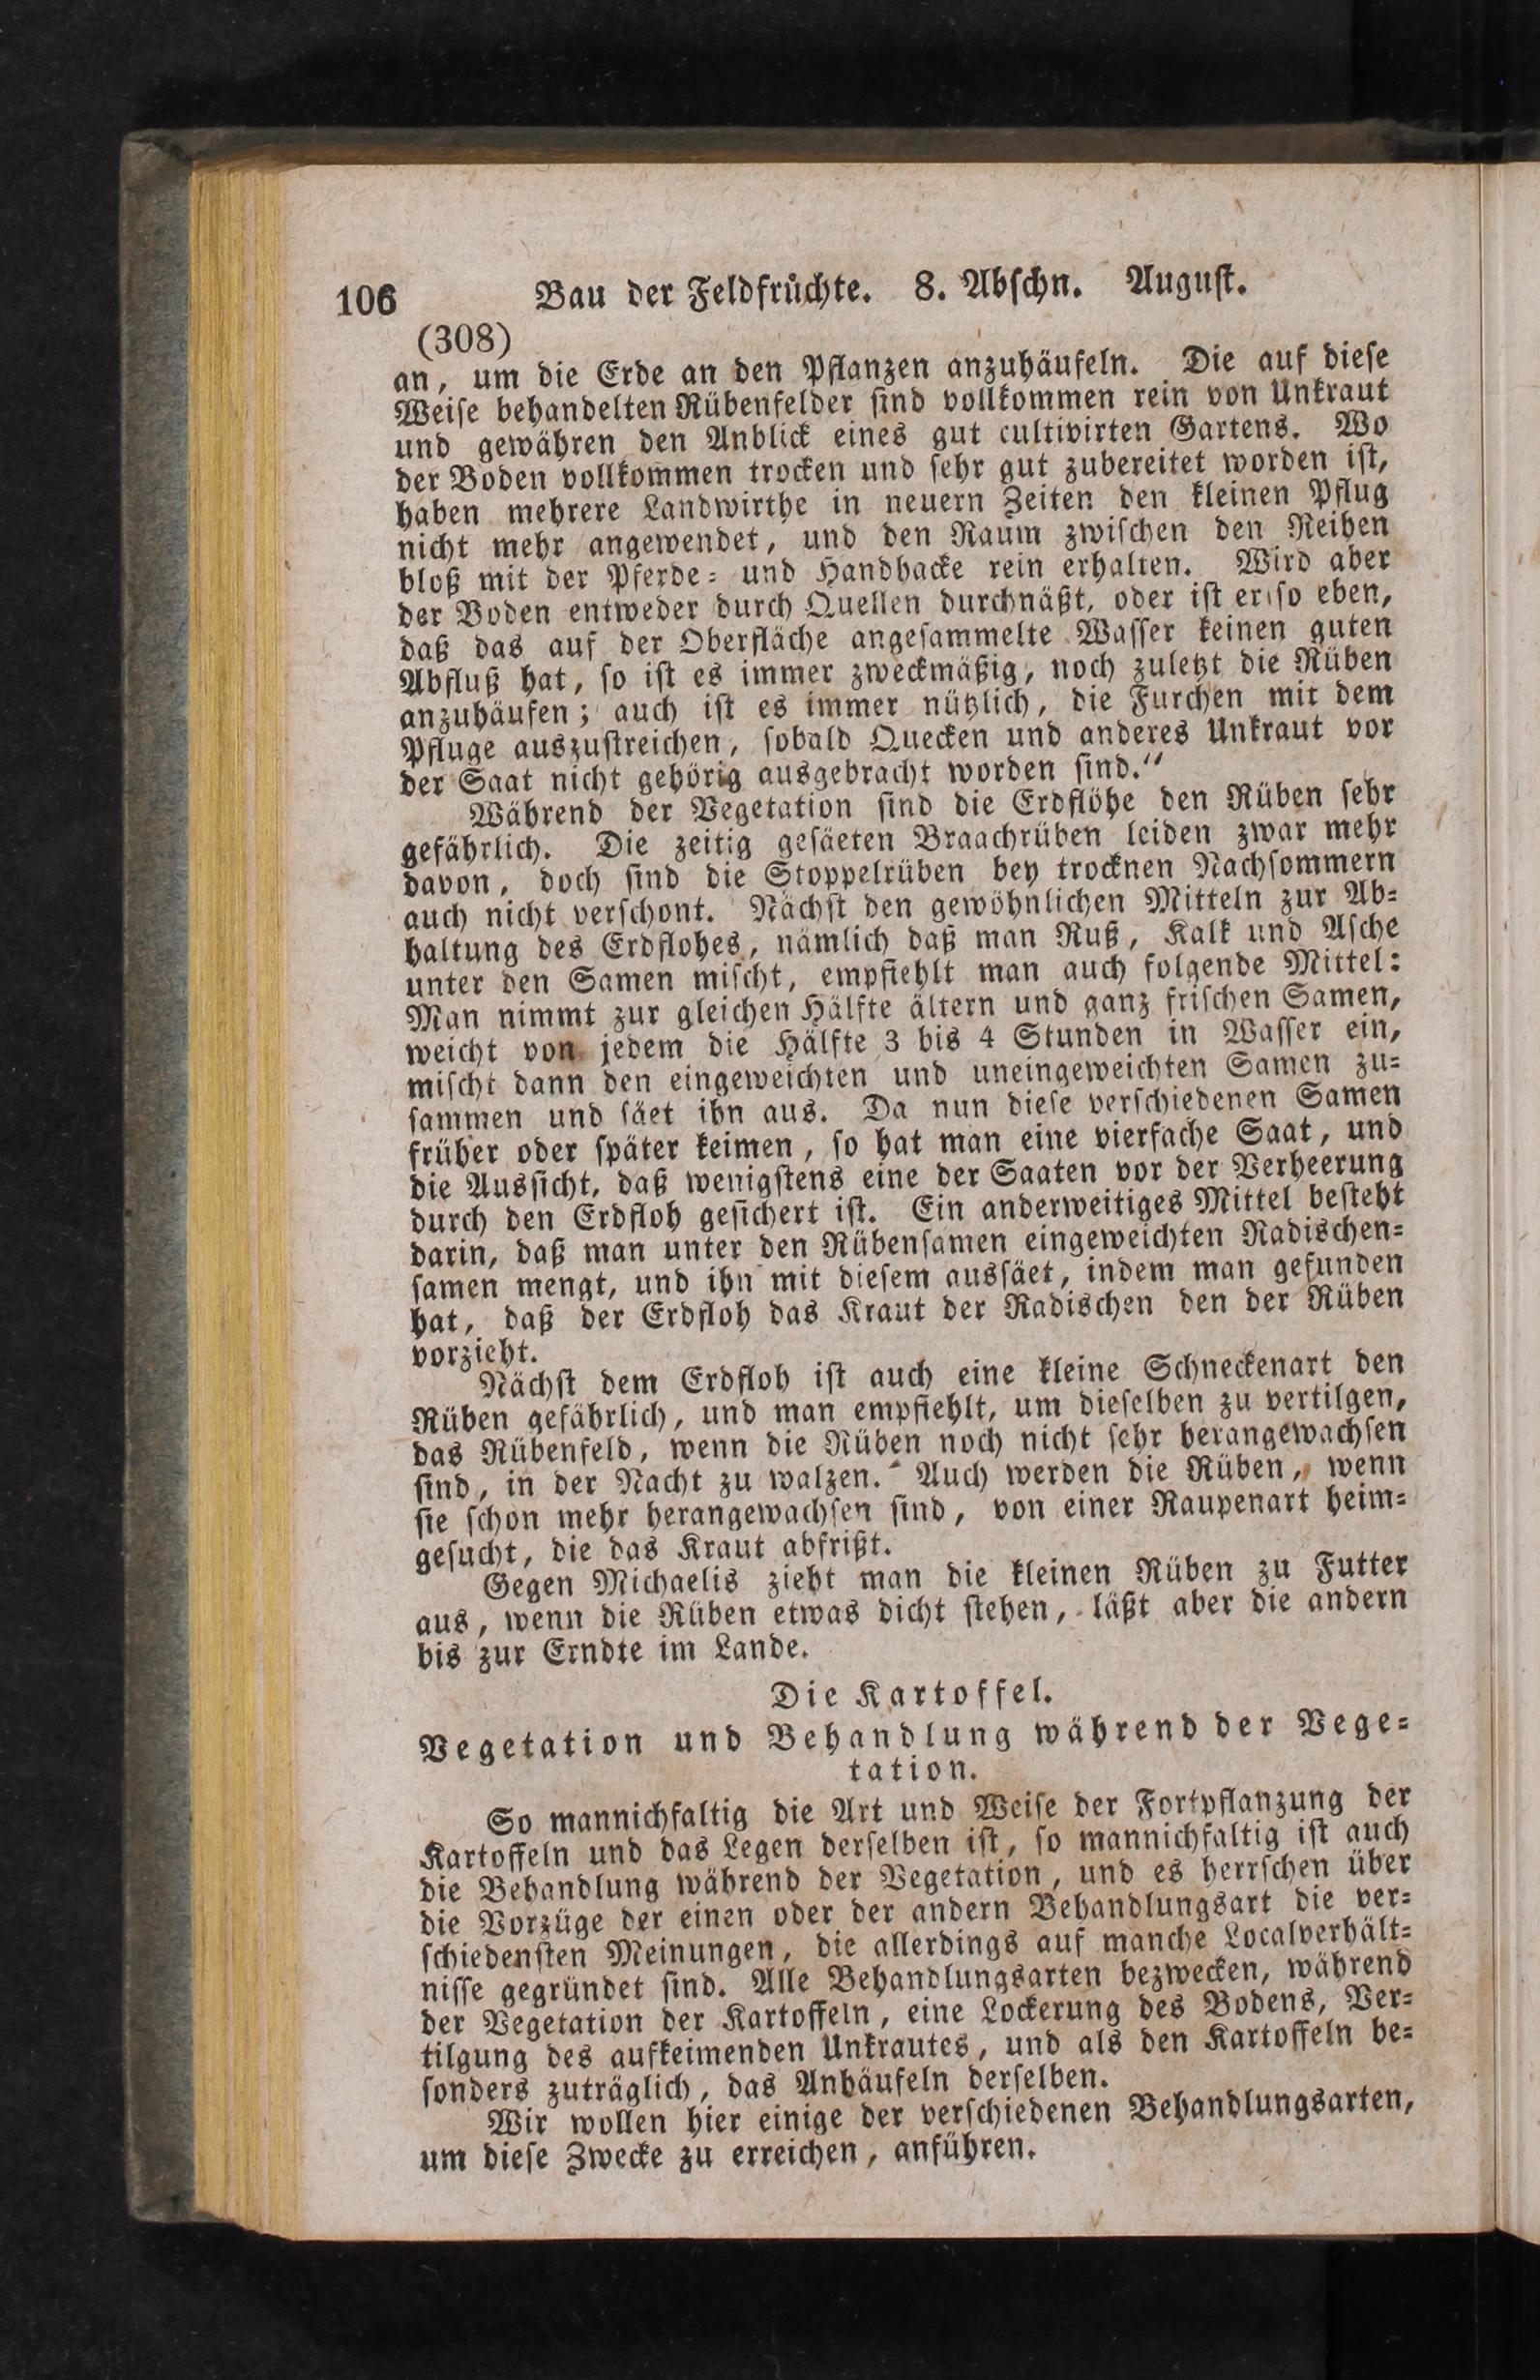 106 Bau der Feldfrüchte. 8. Abschn. August.
(308)
an, um die Erde an den Pflanzen anzuhäufeln. Die auf diese
Weise behandelten Rübenfelder sind vollkommen rein von Unkraut
und gewähren den Anblick eines gut cultivirten Gartens. Wo
der Boden vollkommen trocken und sehr gut zubereitet worden ist,
haben mehrere Landwirthe in neuern Zeiten den kleinen Pflug
nicht mehr angewendet, und den Raum zwischen den Reihen
bloß mit der Pferde- und Handhacke rein erhalten. Wird aber
der Boden entweder durch Quellen durchnäßt, oder ist er so eben,
daß das auf der Oberfläche angesammelte Wasser keinen guten
Abfluß hat, so ist es immer zweckmäßig, noch zuletzt die Rüben
anzuhäufen; auch ist es immer nützlich, die Furchen mit dem
Pfluge auszustreichen, sobald Quecken und anderes Unkraut vor
der Saat nicht gehörig ausgebracht worden sind.“
Während der Vegetation sind die Erdflöhe den Rüben sehr
gefährlich. Die zeitig gesäeten Braachrüben leiden zwar mehr
davon, doch sind die Stoppelrüben bey trocknen Nachsommern
auch nicht verschont. Nächst den gewöhnlichen Mitteln zur Ab-
haltung des Erdflohes, nämlich daß man Ruß, Kalk und Asche
unter den Samen mischt, empfiehlt man auch folgende Mittel:
Man nimmt zur gleichen Hälfte ältern und ganz frischen Samen,
weicht von jedem die Hälfte 3 bis 4 Stunden in Wasser ein,
mischt dann den eingeweichten und uneingeweichten Samen zu-
sammen und säet ihn aus. Da nun diese verschiedenen Samen
früher oder später keimen, so hat man eine vierfache Saat, und
die Aussicht, daß wenigstens eine der Saaten vor der Verheerung
durch den Erdfloh gesichert ist. Ein anderweitiges Mittel besteht
darin, daß man unter den Rübensamen eingeweichten Radischen-
samen mengt, und ihn mit diesem aussäet, indem man gefunden
hat, daß der Erdfloh das Kraut der Radischen den der Rüben
vorzieht.
Nächst dem Erdfloh ist auch eine kleine Schneckenart den
Rüben gefährlich, und man empfiehlt, um dieselben zu vertilgen,
das Rübenfeld, wenn die Rüben noch nicht sehr herangewachsen
sind, in der Nacht zu walzen. Auch werden die Rüben, wenn
sie schon mehr herangewachsen sind, von einer Raupenart heim-
gesucht, die das Kraut abfrißt.
Gegen Michaelis zieht man die kleinen Rüben zu Futter
aus, wenn die Rüben etwas dicht stehen, läßt aber die andern
bis zur Erndte im Lande.
Die Kartoffel.
Vegetation und Behandlung während der Vege-
tation.
So mannichfaltig die Art und Weise der Fortpflanzung der
Kartoffeln und das Legen derselben ist, so mannichfaltig ist auch
die Behandlung während der Vegetation, und es herrschen über
die Vorzüge der einen oder der andern Behandlungsart die ver-
schiedensten Meinungen, die allerdings auf manche Localverhält-
nisse gegründet sind. Alle Behandlungsarten bezwecken, während
der Vegetation der Kartoffeln, eine Lockerung des Bodens, Ver-
tilgung des aufkeimenden Unkrautes, und als den Kartoffeln be-
sonders zuträglich, das Anhäufeln derselben.
Wir wollen hier einige der verschiedenen Behandlungsarten,
um diese Zwecke zu erreichen, anführen.